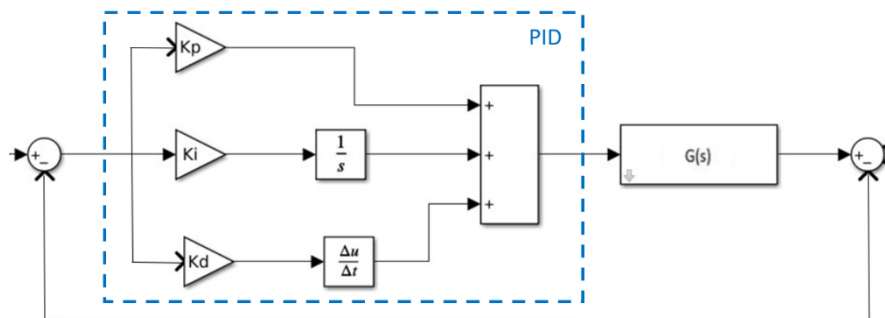 PID
Kp
+
+
−
Ki
1
s
+
G(s)
+
−
+
Kd
Δu
Δt